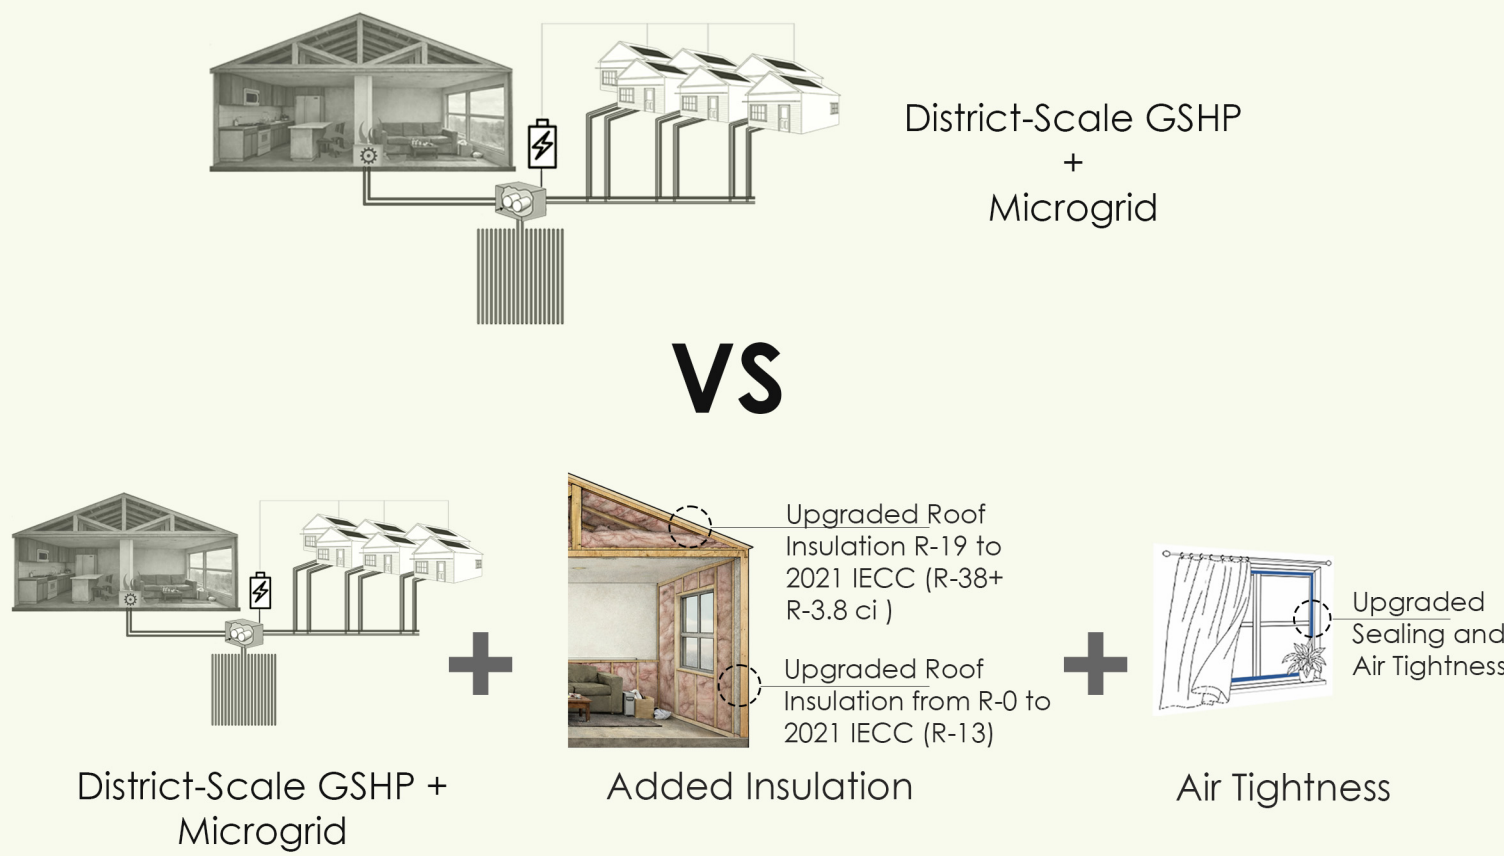 District-Scale GSHP
+
Microgrid
VS
Upgraded Roof
Insulation R-19 to
2021 IECC (R-38+
R-3.8 ci )
Upgraded Roof
Insulation from R-0 to
2021 IECC (R-13)
Upgraded
Sealing and
Air Tightness
+
+
District-Scale GSHP +
Microgrid
Added Insulation
Air Tightness